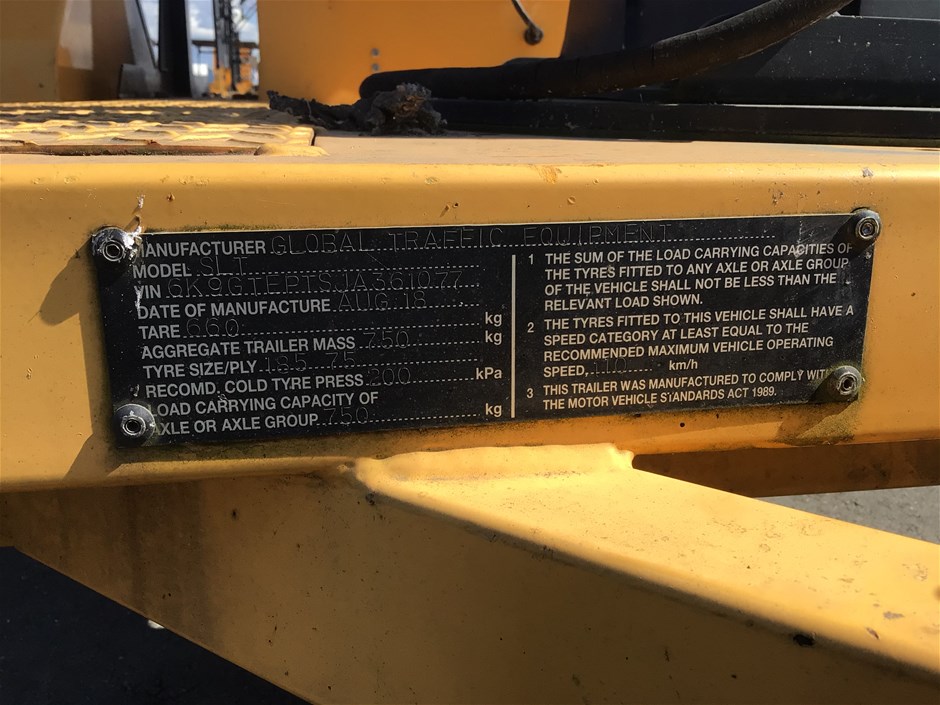 MANUFACTURER GLOBAL TRAFFIC EQUIPMENT
MODEL SLT
VIN 6K9GTEPTSJA361077
DATE OF MANUFACTURE AUG.18
TARE 660 kg
AGGREGATE TRAILER MASS 750 kg
TYRE SIZE/PLY 185 75
RECOMD. COLD TYRE PRESS 200 kPa
LOAD CARRYING CAPACITY OF
AXLE OR AXLE GROUP 750 kg
1 THE SUM OF THE LOAD CARRYING CAPACITIES OF
THE TYRES FITTED TO ANY AXLE OR AXLE GROUP
OF THE VEHICLE SHALL NOT BE LESS THAN THE
RELEVANT LOAD SHOWN.
2 THE TYRES FITTED TO THIS VEHICLE SHALL HAVE A
SPEED CATEGORY AT LEAST EQUAL TO THE
RECOMMENDED MAXIMUM VEHICLE OPERATING
SPEED, 110 km/h
3 THIS TRAILER WAS MANUFACTURED TO COMPLY WITH
THE MOTOR VEHICLE STANDARDS ACT 1989.